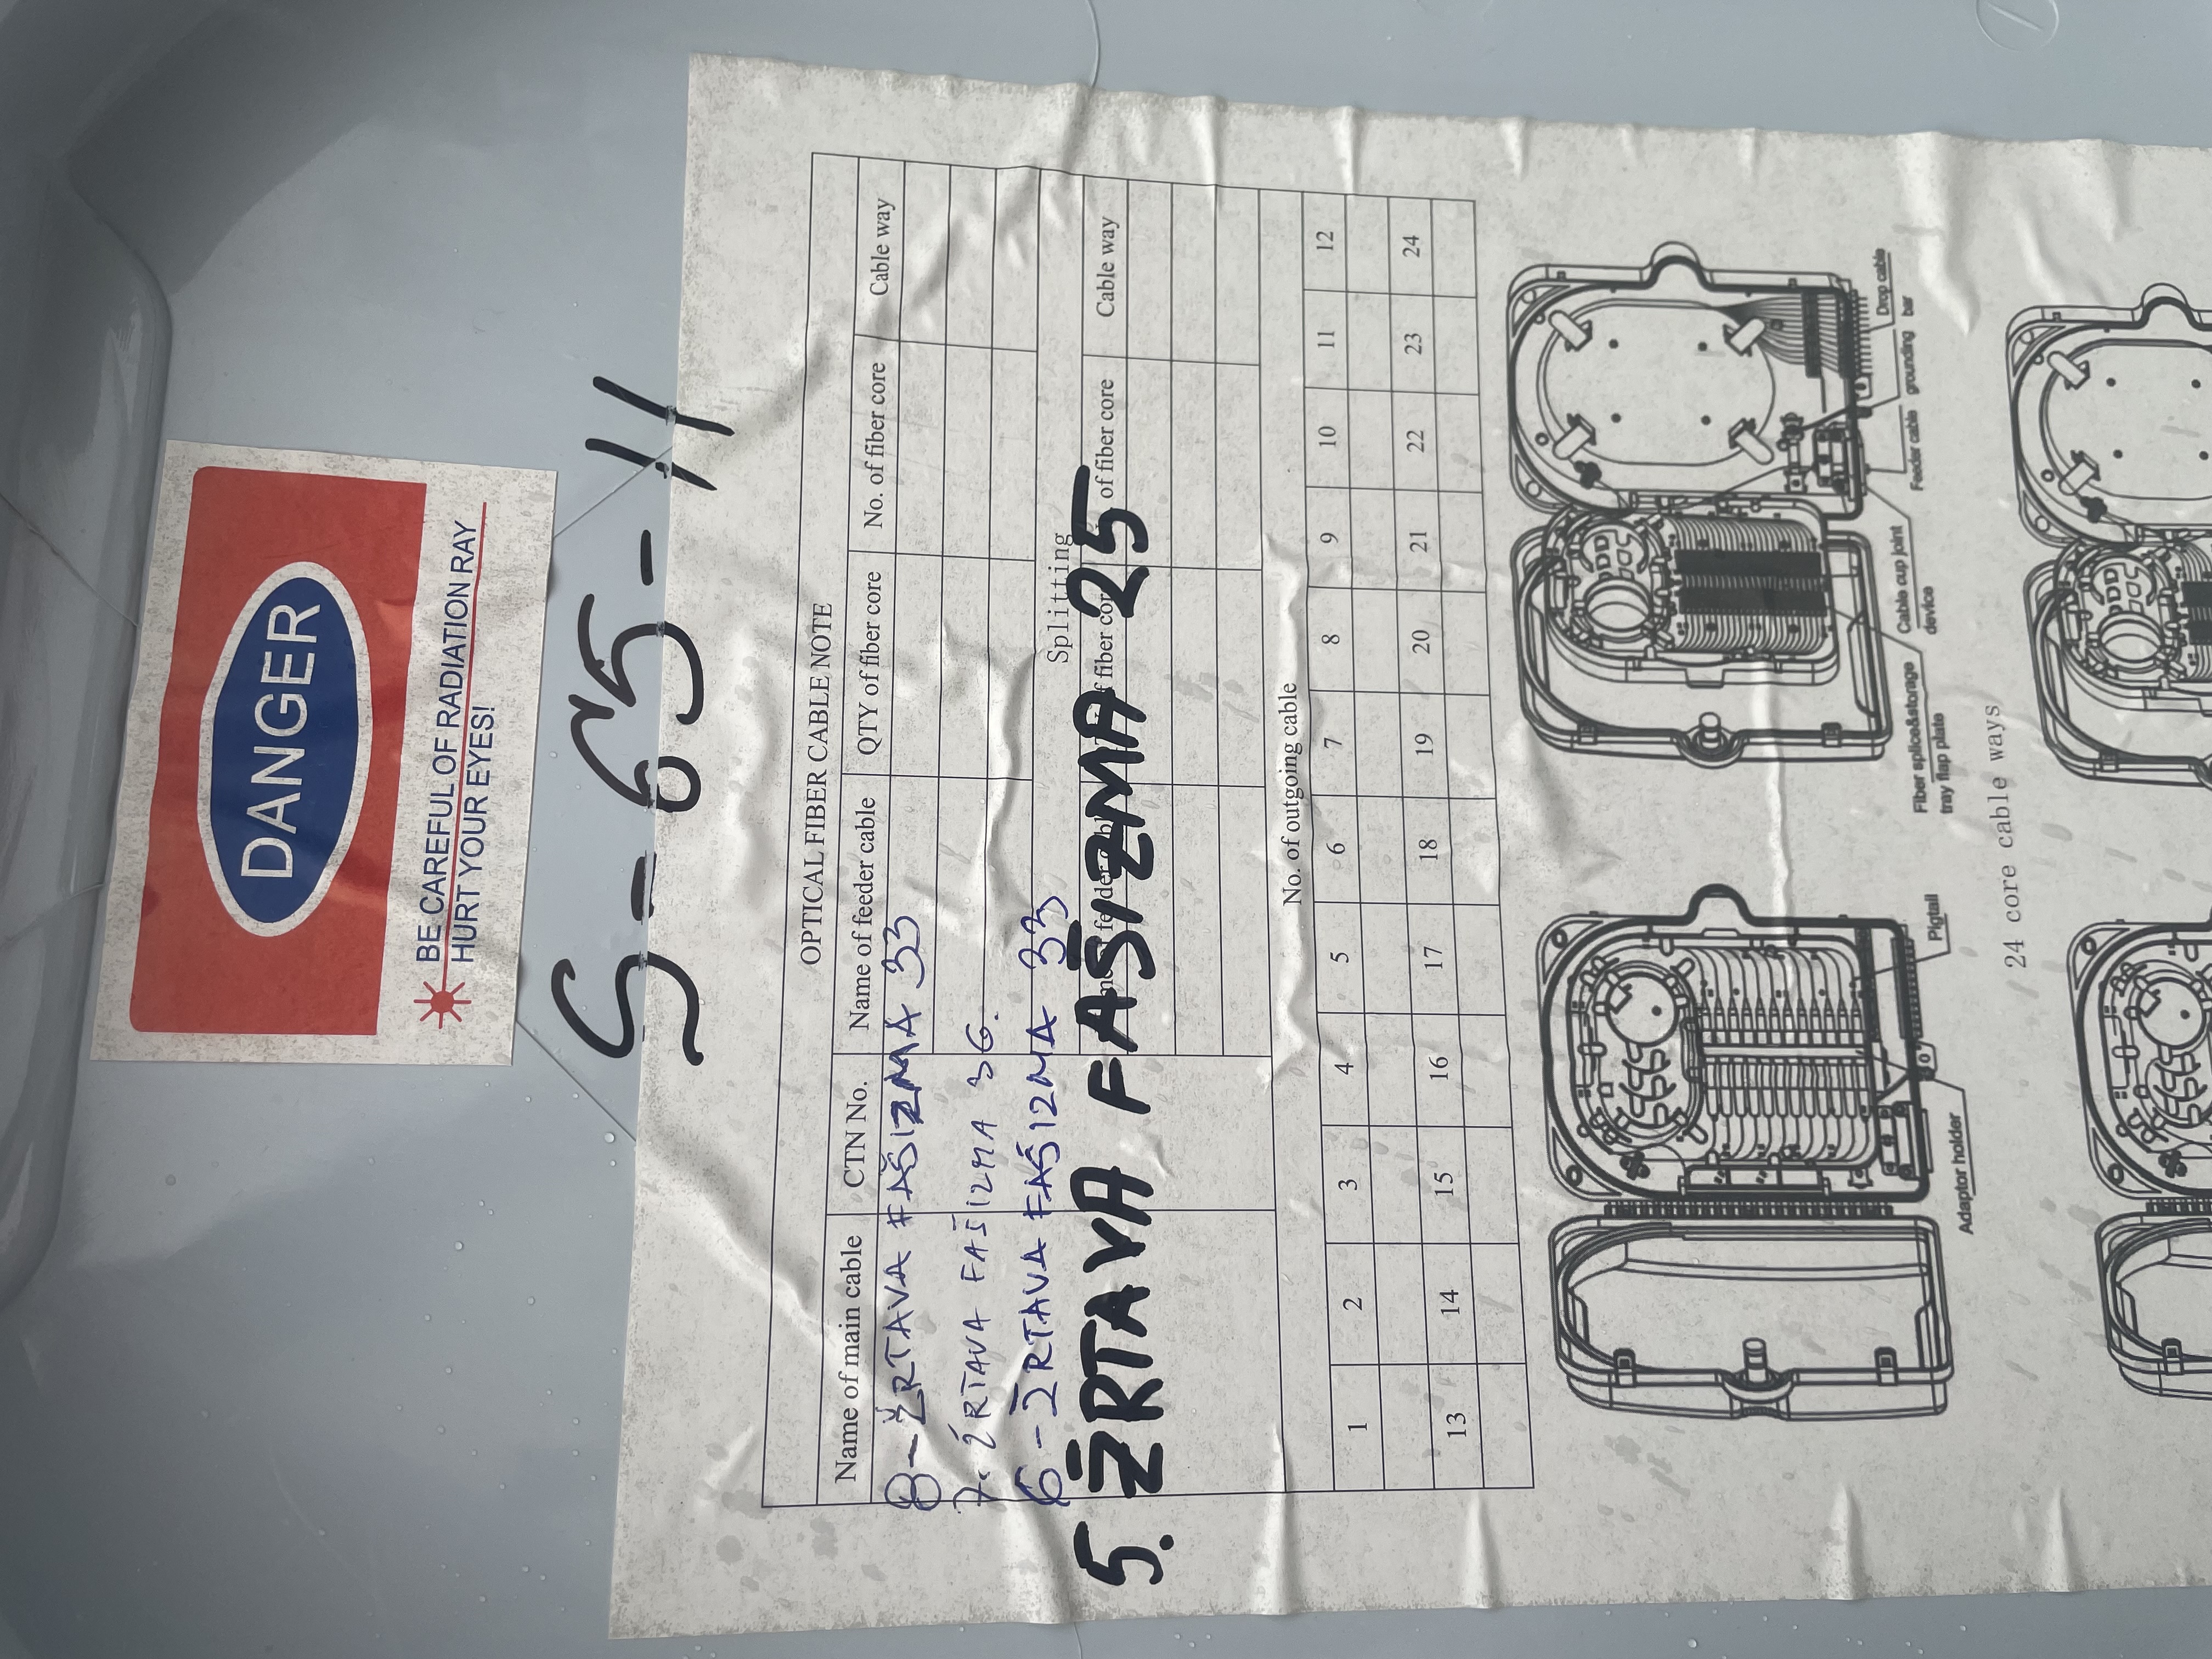 DANGER
BE CAREFUL OF RADIATION RAY
HURT YOUR EYES!
S-65-11
OPTICAL FIBER CABLE NOTE
Name of main cable CTN No. Name of feeder cable QTY of fiber core No. of fiber core Cable way
8-ŽRTAVA FAŠIZMA 33
7. ŽRTAVA FAŠIZMA 36.
6-ŽRTAVA FAŠIZMA 33
Splitting
feeder fiber core of fiber core Cable way
5. ŽRTAVA FAŠIZMA 25
No. of outgoing cable
1 2 3 4 5 6 7 8 9 10 11 12
13 14 15 16 17 18 19 20 21 22 23 24
Adaptor holder
Pigtail
Fiber splice&storage
tray flap plate
Cable cup joint
device
Feeder cable grounding bar
Drop cable
24 core cable ways